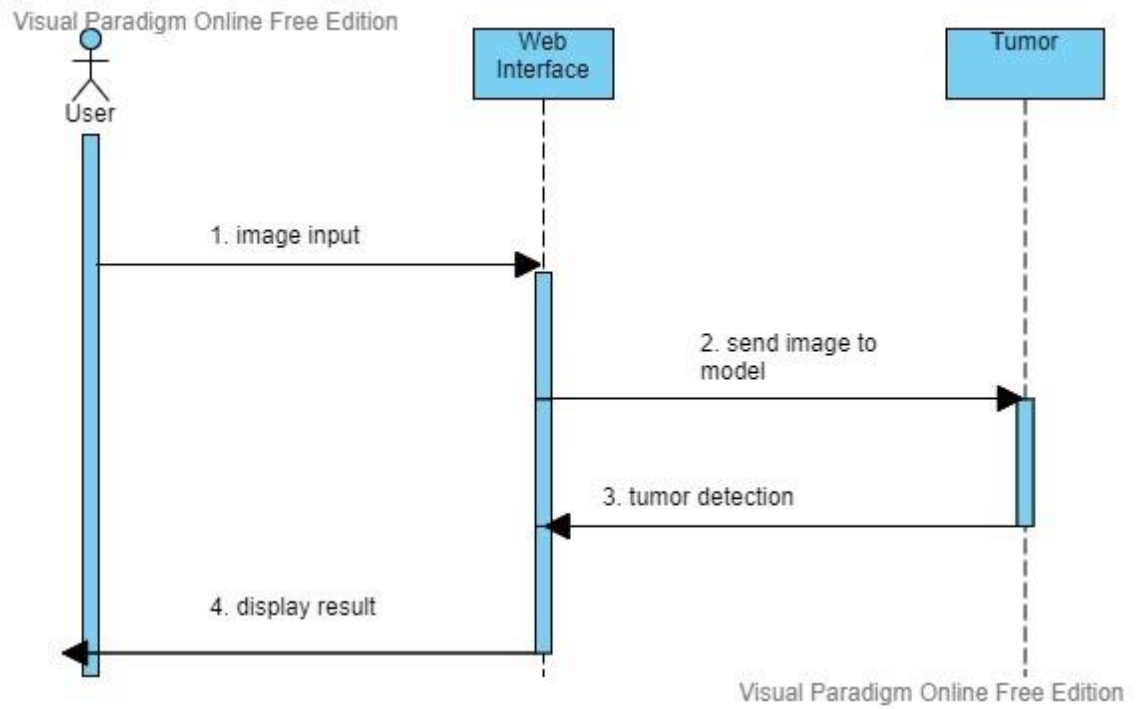 Visual Paradigm Online Free Edition
User
Web
Interface
Tumor
1. image input
2. send image to
model
3. tumor detection
4. display result
Visual Paradigm Online Free Edition